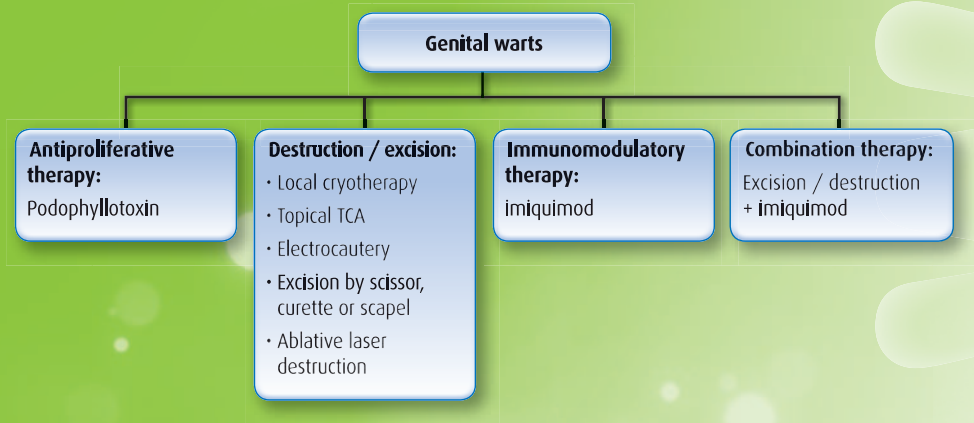 Genital warts
Antiproliferative
therapy:
Podophyllotoxin
Destruction / excision:
· Local cryotherapy
· Topical TCA
· Electrocautery
· Excision by scissor,
curette or scapel
· Ablative laser
destruction
Immunomodulatory
therapy:
imiquimod
Combination therapy:
Excision / destruction
+ imiquimod